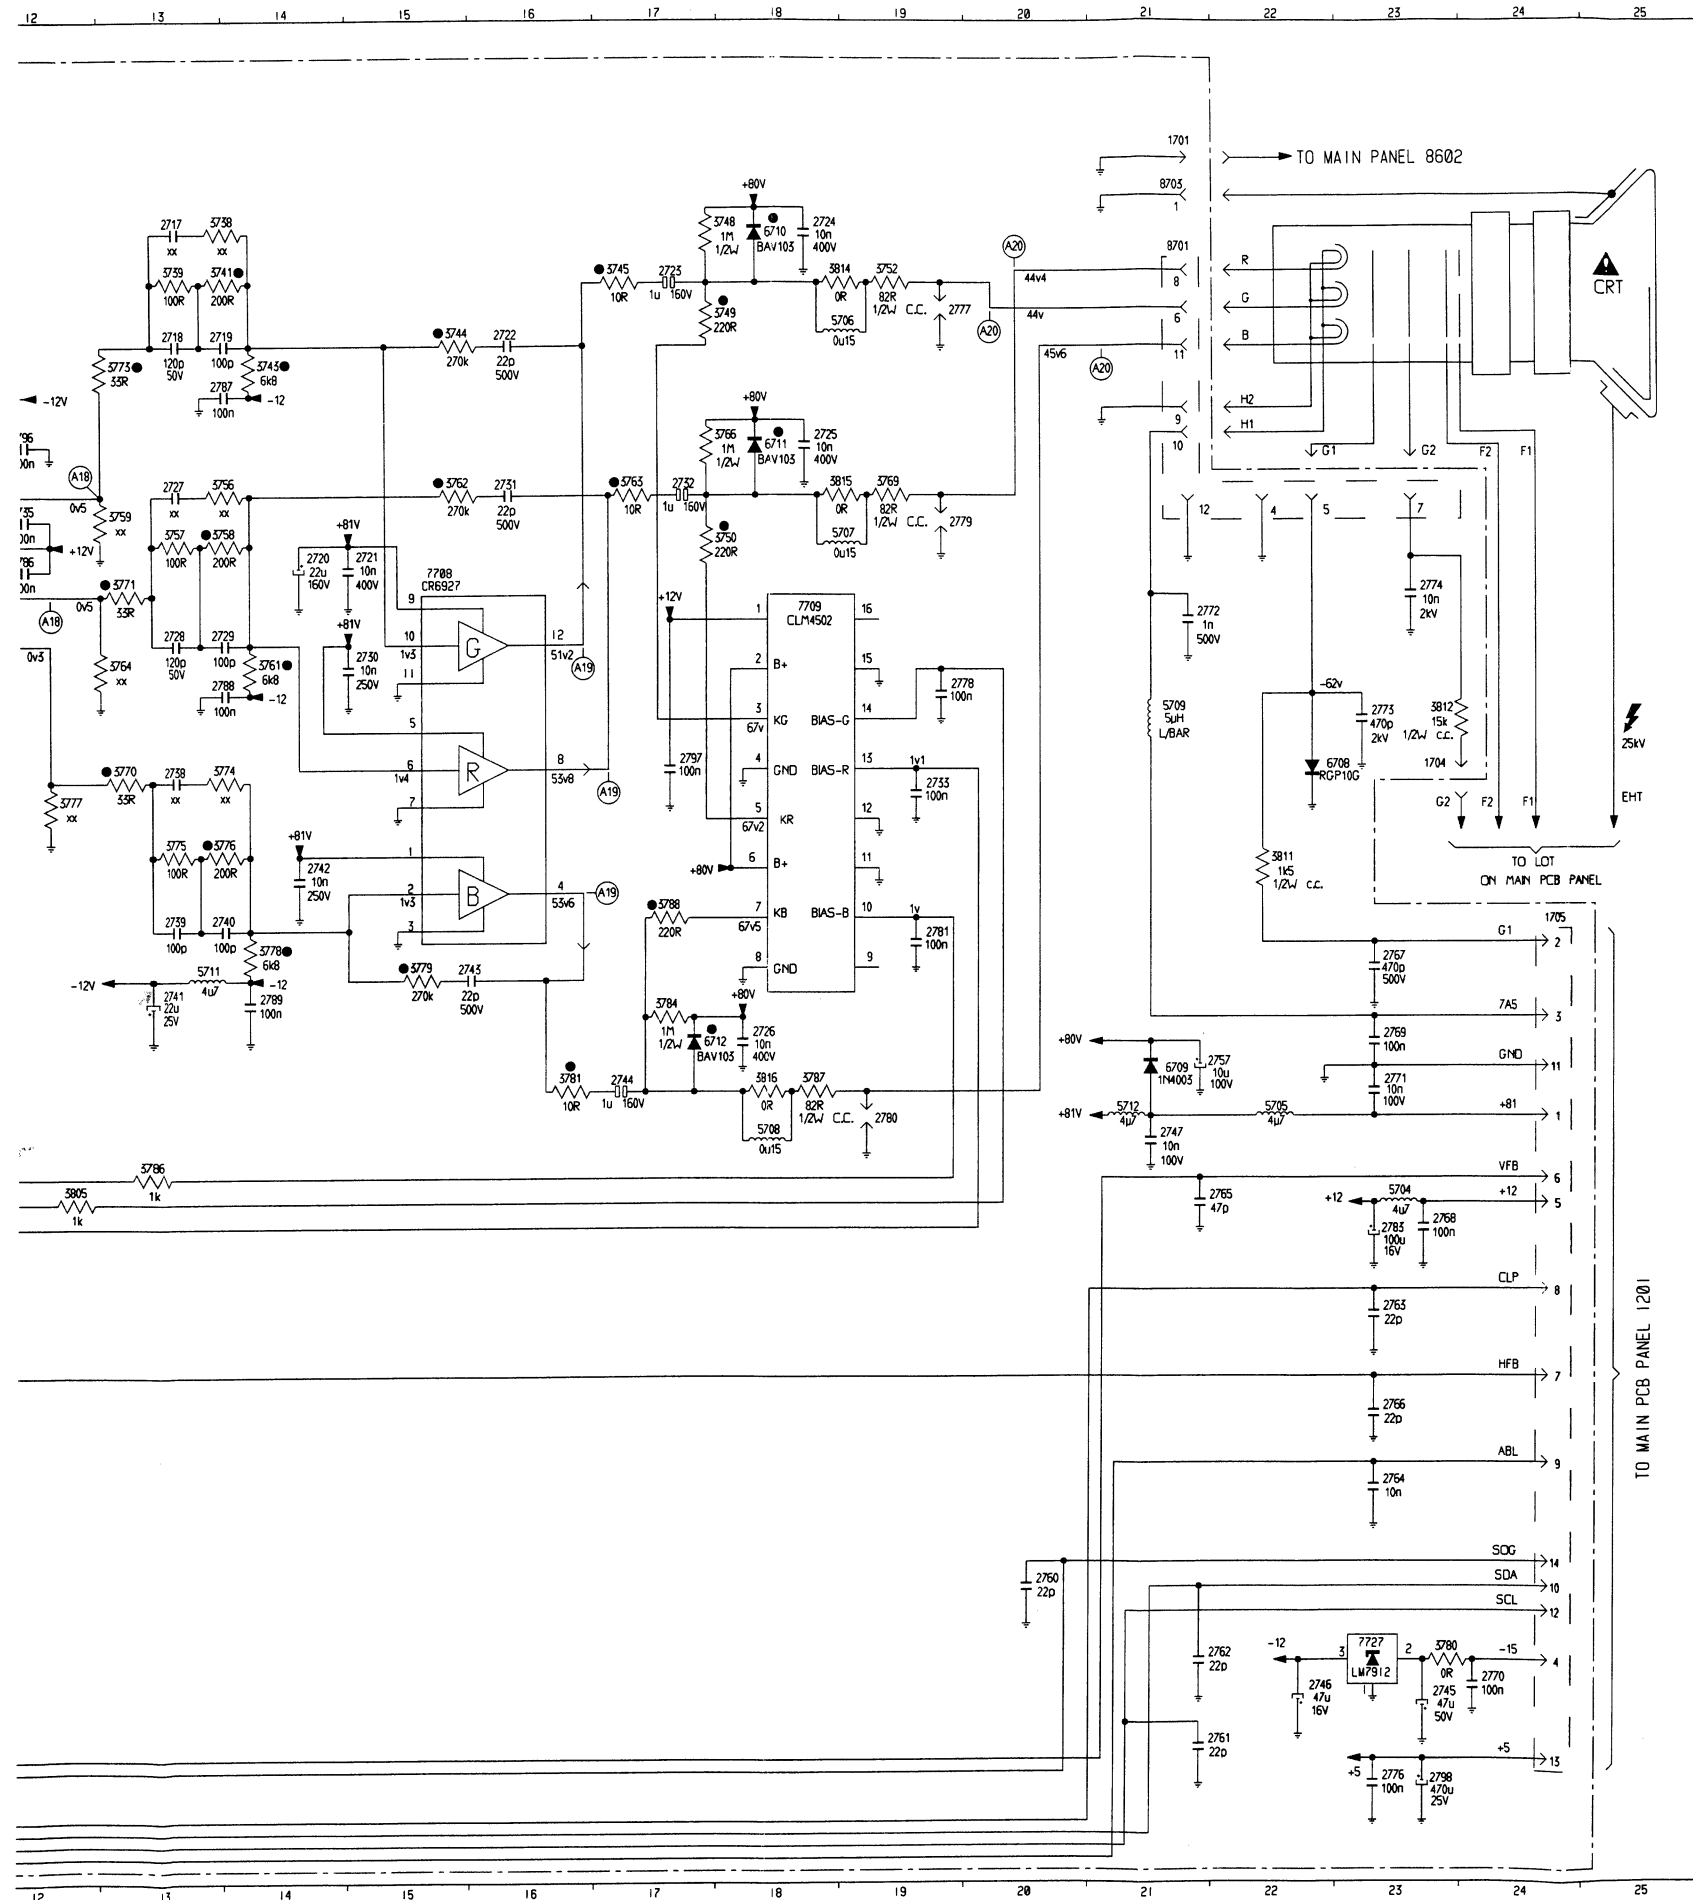 12 13 14 15 16 17 18 19 20 21 22 23 24 25
1701
TO MAIN PANEL 8602
8703
1
+80V
3748
1M
1/2W
6710
BAV103
2724
10n
400V
2717
xx
3738
xx
3739
100R
3741
200R
2718
120p
50V
2719
100p
3743
6k8
2787
100n
-12
3773
33R
-12V
3744
270k
2722
22p
500V
3745
10R
2723
1u 160V
3749
220R
3814
0R
3752
82R
1/2W C.C.
2777
5706
0u15
A20
44v4
A20
44v
45v6
A20
8701
8
6
11
R
G
B
CRT
H2
H1
9
10
G1
G2
F2
F1
+80V
3766
1M
1/2W
6711
BAV103
2725
10n
400V
A18
0v5
3759
xx
+12V
2727
xx
3756
xx
3757
100R
3758
200R
3771
33R
0v5
A18
0v3
3764
xx
2728
120p
50V
2729
100p
3761
6k8
2788
100n
-12
3762
270k
2731
22p
500V
3763
10R
2732
1u 160V
3750
220R
3815
0R
3769
82R
1/2W C.C.
2779
5707
0u15
12
4
5
7
+81V
2720
22u
160V
2721
10n
400V
7708
CR6927
9
10
1v3
11
G
12
51v2
A19
+81V
2730
10n
250V
5
6
1v4
7
R
8
53v8
A19
+12V
2797
100n
7709
CLM4502
1
2
B+
3
KG
67v
4
GND
5
KR
67v2
6
B+
+80V
7
KB
67v5
8
GND
16
15
BIAS-G
14
BIAS-R
13
12
11
BIAS-B
10
9
2778
100n
1v1
2733
100n
1v
2781
100n
2772
1n
500V
5709
5µH
L/BAR
2774
10n
2kV
-62v
2773
470p
2kV
3812
15k
1/2W C.C.
6708
RGP10G
1704
25kV
G2
F2
F1
EHT
TO LOT
ON MAIN PCB PANEL
3811
1k5
1/2W C.C.
3770
33R
2738
xx
3774
xx
3777
xx
3775
100R
3776
200R
2739
100p
2740
100p
3778
6k8
+81V
2742
10n
250V
1
2
1v3
3
B
4
53v6
A19
-12V
5711
4u7
-12
2741
22u
25V
2789
100n
3779
270k
2743
22p
500V
3788
220R
3784
1M
1/2W
6712
BAV103
+80V
2726
10n
400V
3781
10R
2744
1u 160V
3816
0R
3787
82R
1/2W C.C.
2780
5708
0u15
1705
G1
2
2767
470p
500V
7A5
3
2769
100n
GND
11
2771
10n
100V
+81
1
+80V
6709
1N4003
2757
10u
100V
+81V
5712
4µ7
5705
4µ7
2747
10n
100V
3786
1k
3805
1k
VFB
6
2765
47p
+12
5704
4u7
+12
5
2783
100u
16V
2768
100n
CLP
8
2763
22p
HFB
7
2766
22p
ABL
9
2764
10n
TO MAIN PCB PANEL 1201
SOG
14
2760
22p
SDA
10
SCL
12
2762
22p
-12
3
7727
LM7912
1
2
3780
0R
-15
4
2746
47u
16V
2745
47u
50V
2770
100n
2761
22p
+5
+5
13
2776
100n
2798
470u
25V
12 13 14 15 16 17 18 19 20 21 22 23 24 25